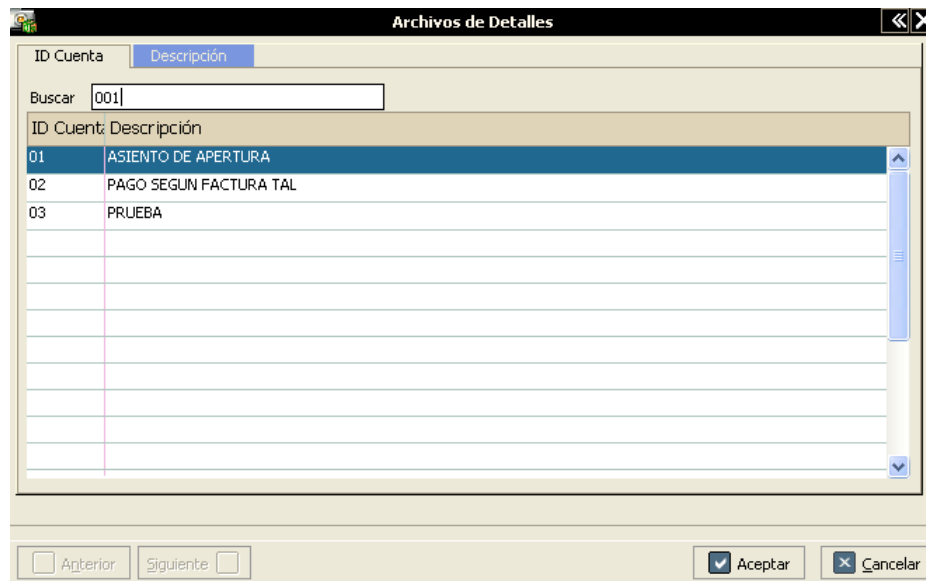 Archivos de Detalles
ID Cuenta Descripción
Buscar 001
ID Cuenta Descripción
01 ASIENTO DE APERTURA
02 PAGO SEGUN FACTURA TAL
03 PRUEBA
Anterior Siguiente Aceptar Cancelar